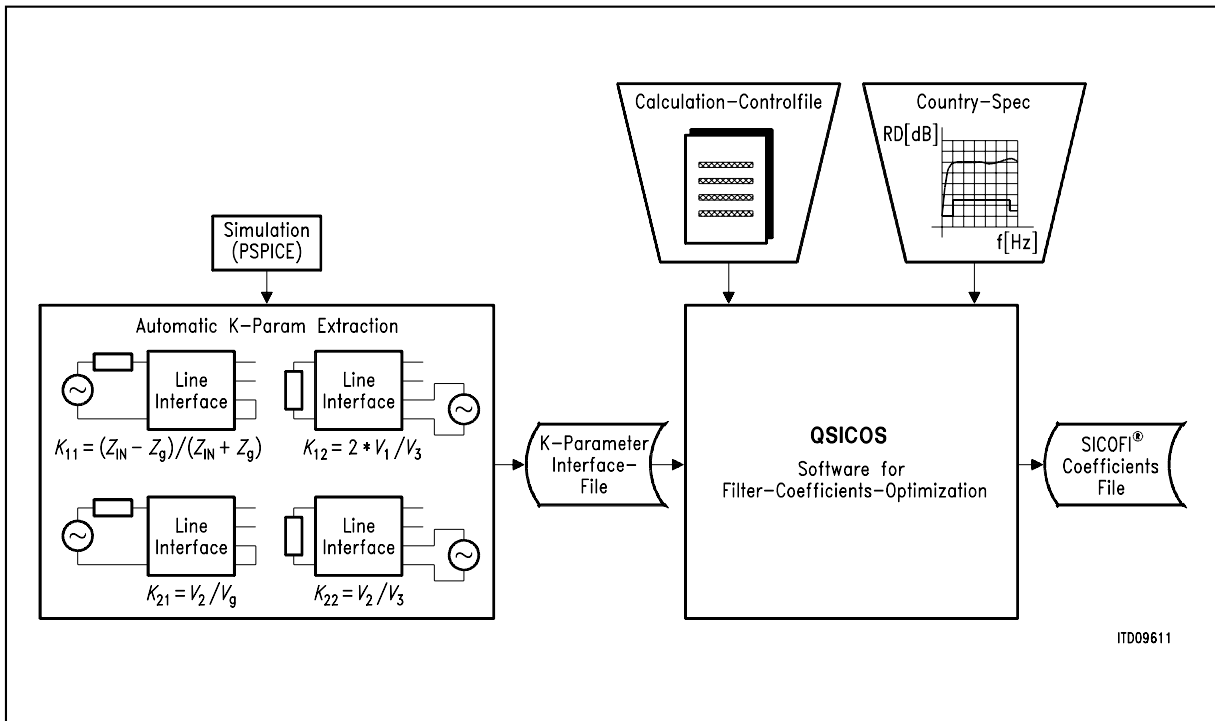 Calculation-Controlfile
Country-Spec
RD[dB]
f[Hz]
Simulation
(PSPICE)
Automatic K-Param Extraction
Line
Interface
Line
Interface
K11 = (ZIN − Zg)/(ZIN + Zg)
K12 = 2 * V1/V3
Line
Interface
Line
Interface
K21 = V2/Vg
K22 = V2/V3
K-Parameter
Interface-
File
QSICOS
Software for
Filter-Coefficients-Optimization
SICOFI®
Coefficients
File
ITD09611